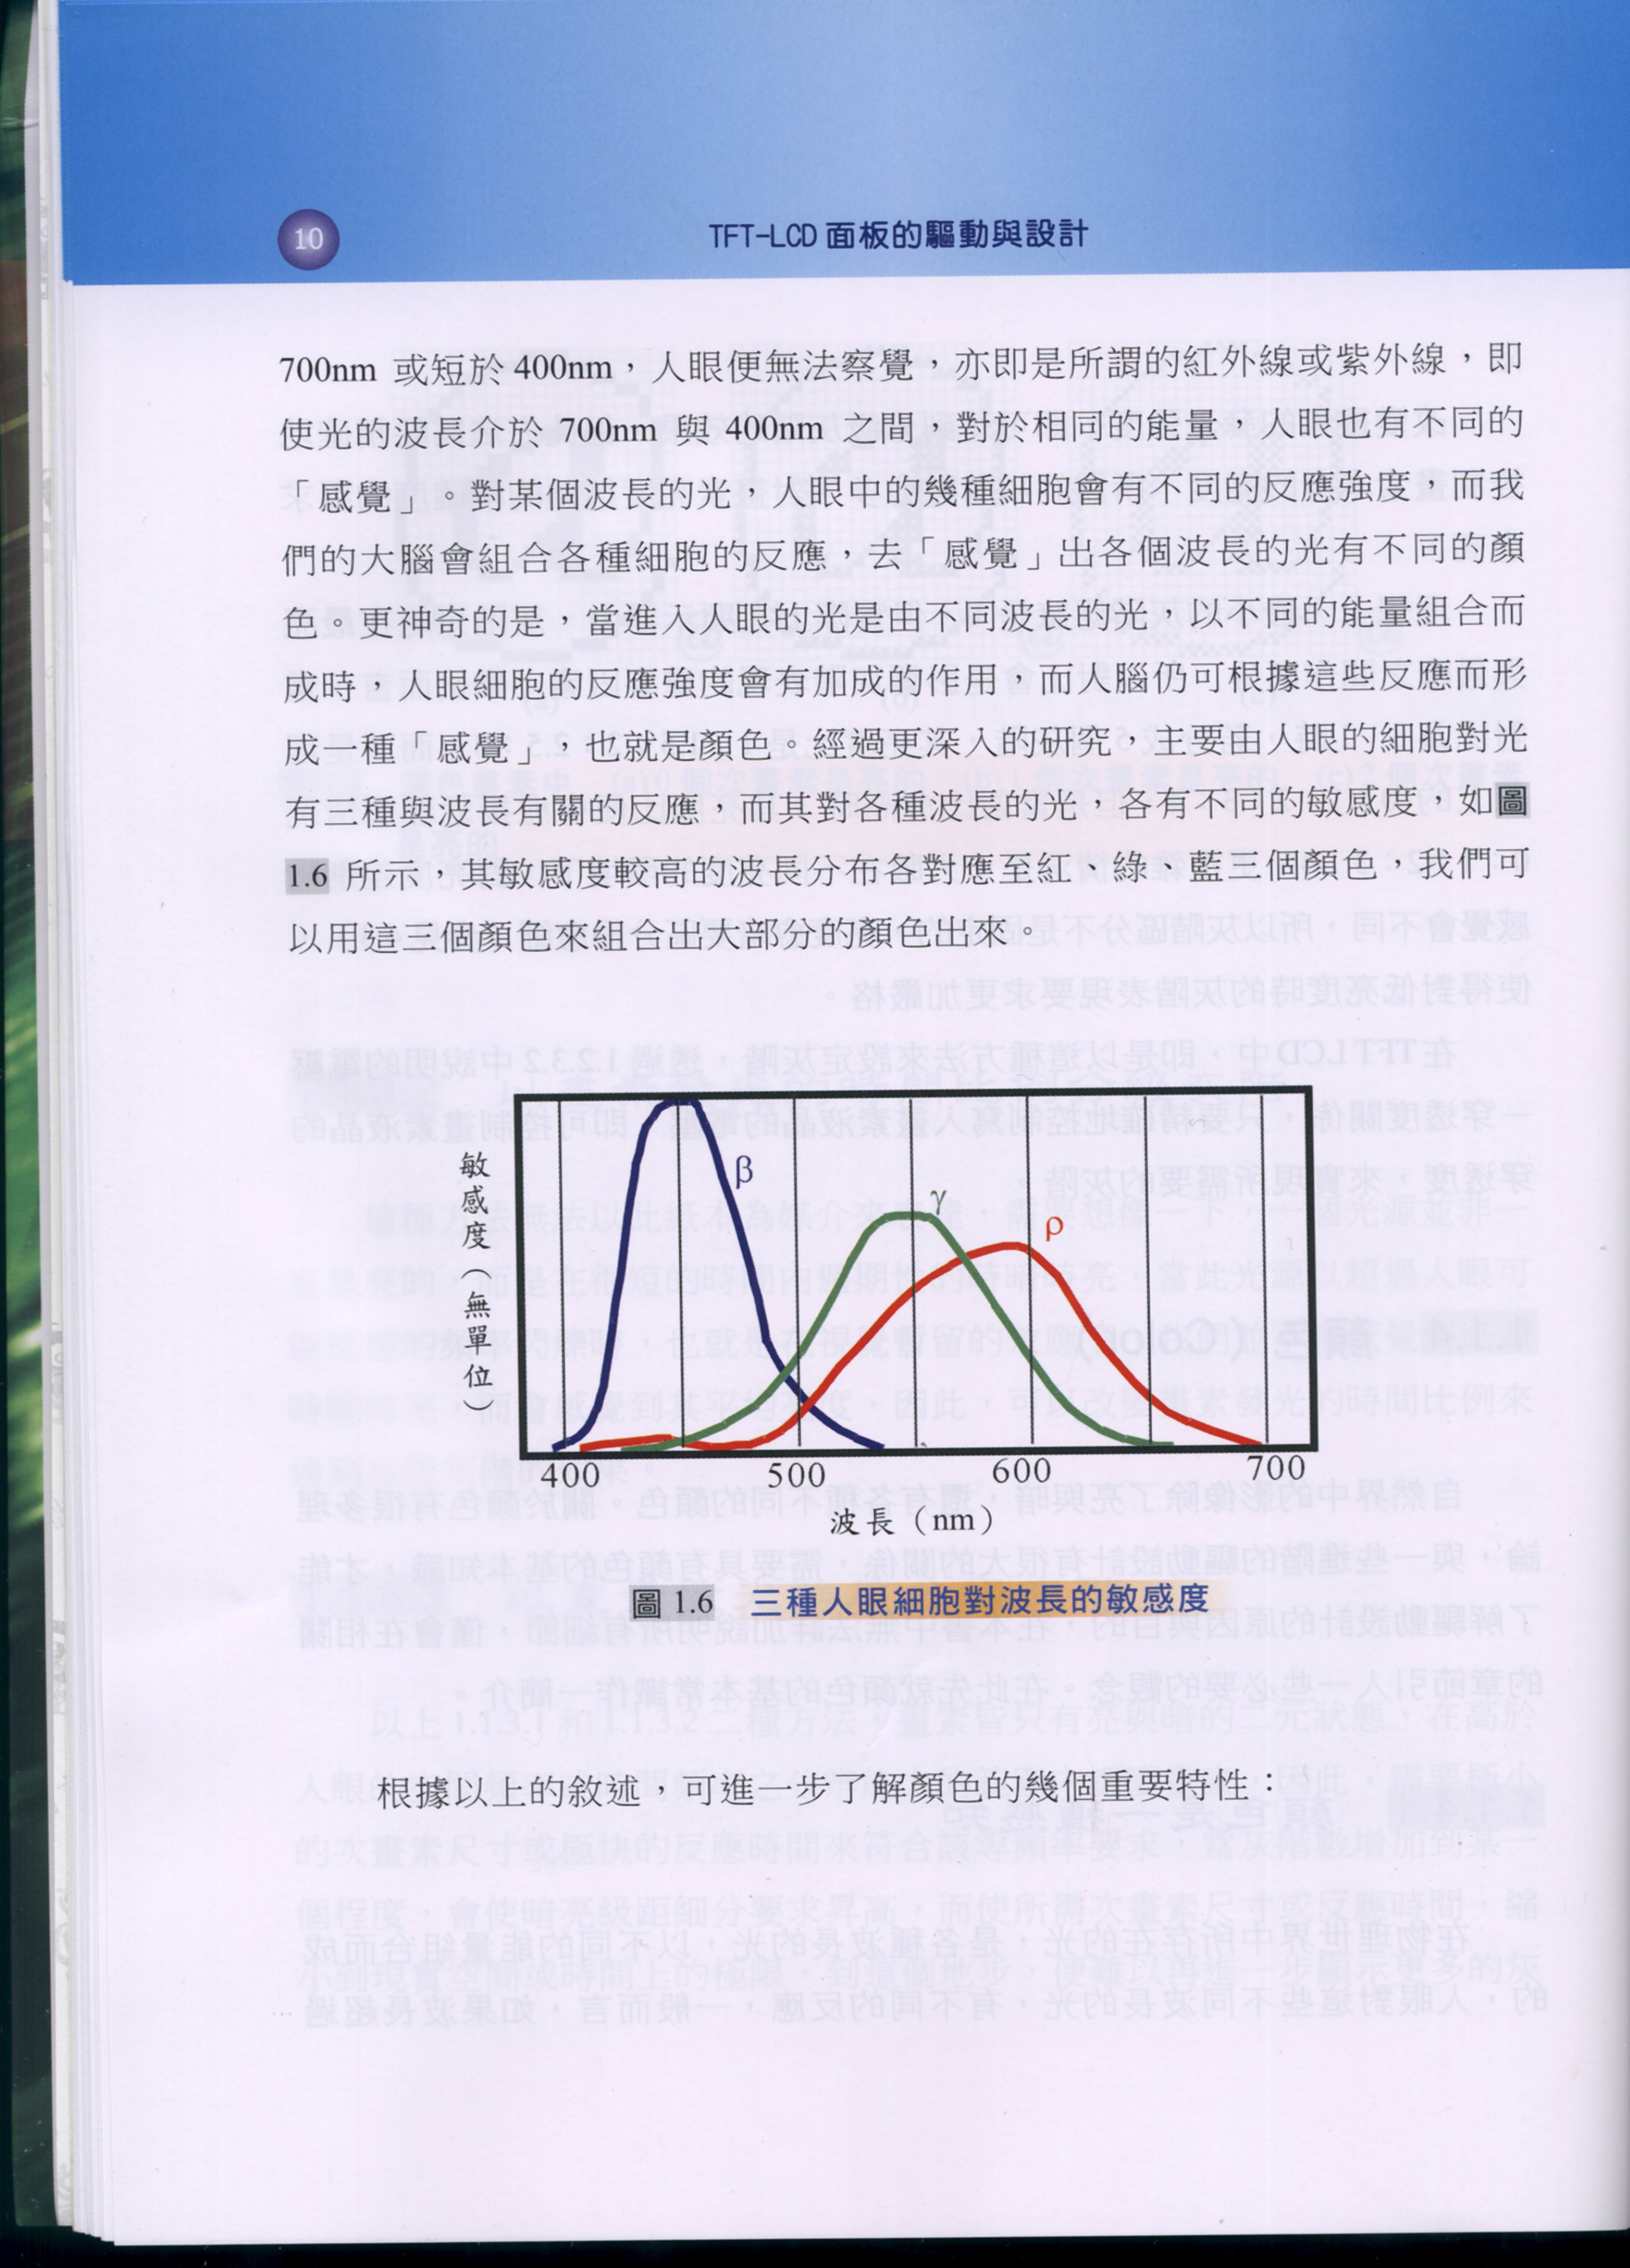 10
TFT-LCD 面板的驅動與設計
700nm 或短於 400nm，人眼便無法察覺，亦即是所謂的紅外線或紫外線，即
使光的波長介於 700nm 與 400nm 之間，對於相同的能量，人眼也有不同的
「感覺」。對某個波長的光，人眼中的幾種細胞會有不同的反應強度，而我
們的大腦會組合各種細胞的反應，去「感覺」出各個波長的光有不同的顏
色。更神奇的是，當進入人眼的光是由不同波長的光，以不同的能量組合而
成時，人眼細胞的反應強度會有加成的作用，而人腦仍可根據這些反應而形
成一種「感覺」，也就是顏色。經過更深入的研究，主要由人眼的細胞對光
有三種與波長有關的反應，而其對各種波長的光，各有不同的敏感度，如圖
1.6 所示，其敏感度較高的波長分布各對應至紅、綠、藍三個顏色，我們可
以用這三個顏色來組合出大部分的顏色出來。
敏感度（無單位）
β
γ
ρ
400 500 600 700
波長（nm）
圖 1.6 三種人眼細胞對波長的敏感度
根據以上的敘述，可進一步了解顏色的幾個重要特性：